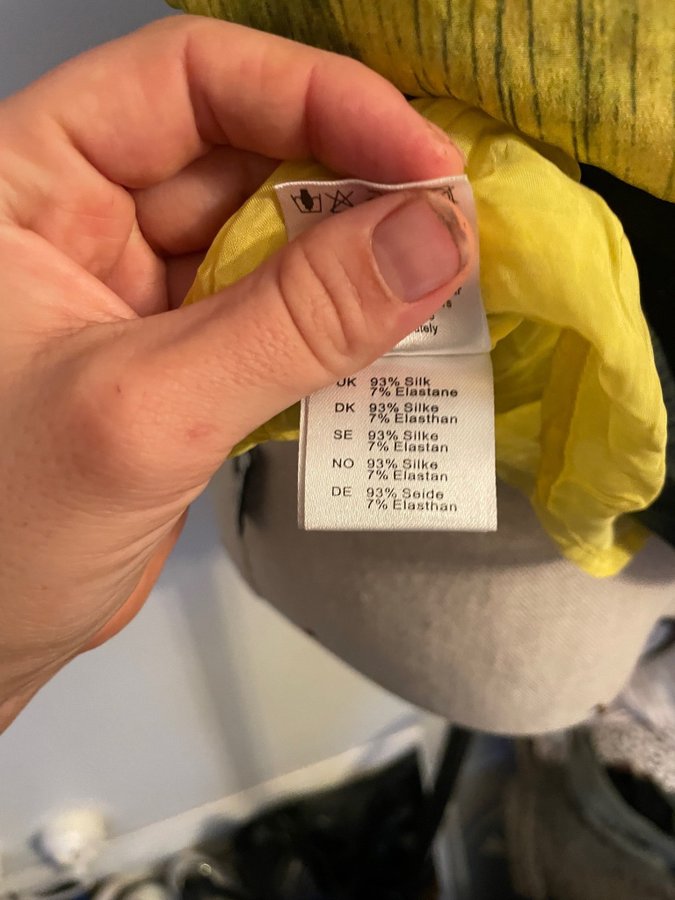 UK 93% Silk
7% Elastane
DK 93% Silke
7% Elasthan
SE 93% Silke
7% Elastan
NO 93% Silke
7% Elastan
DE 93% Seide
7% Elasthan